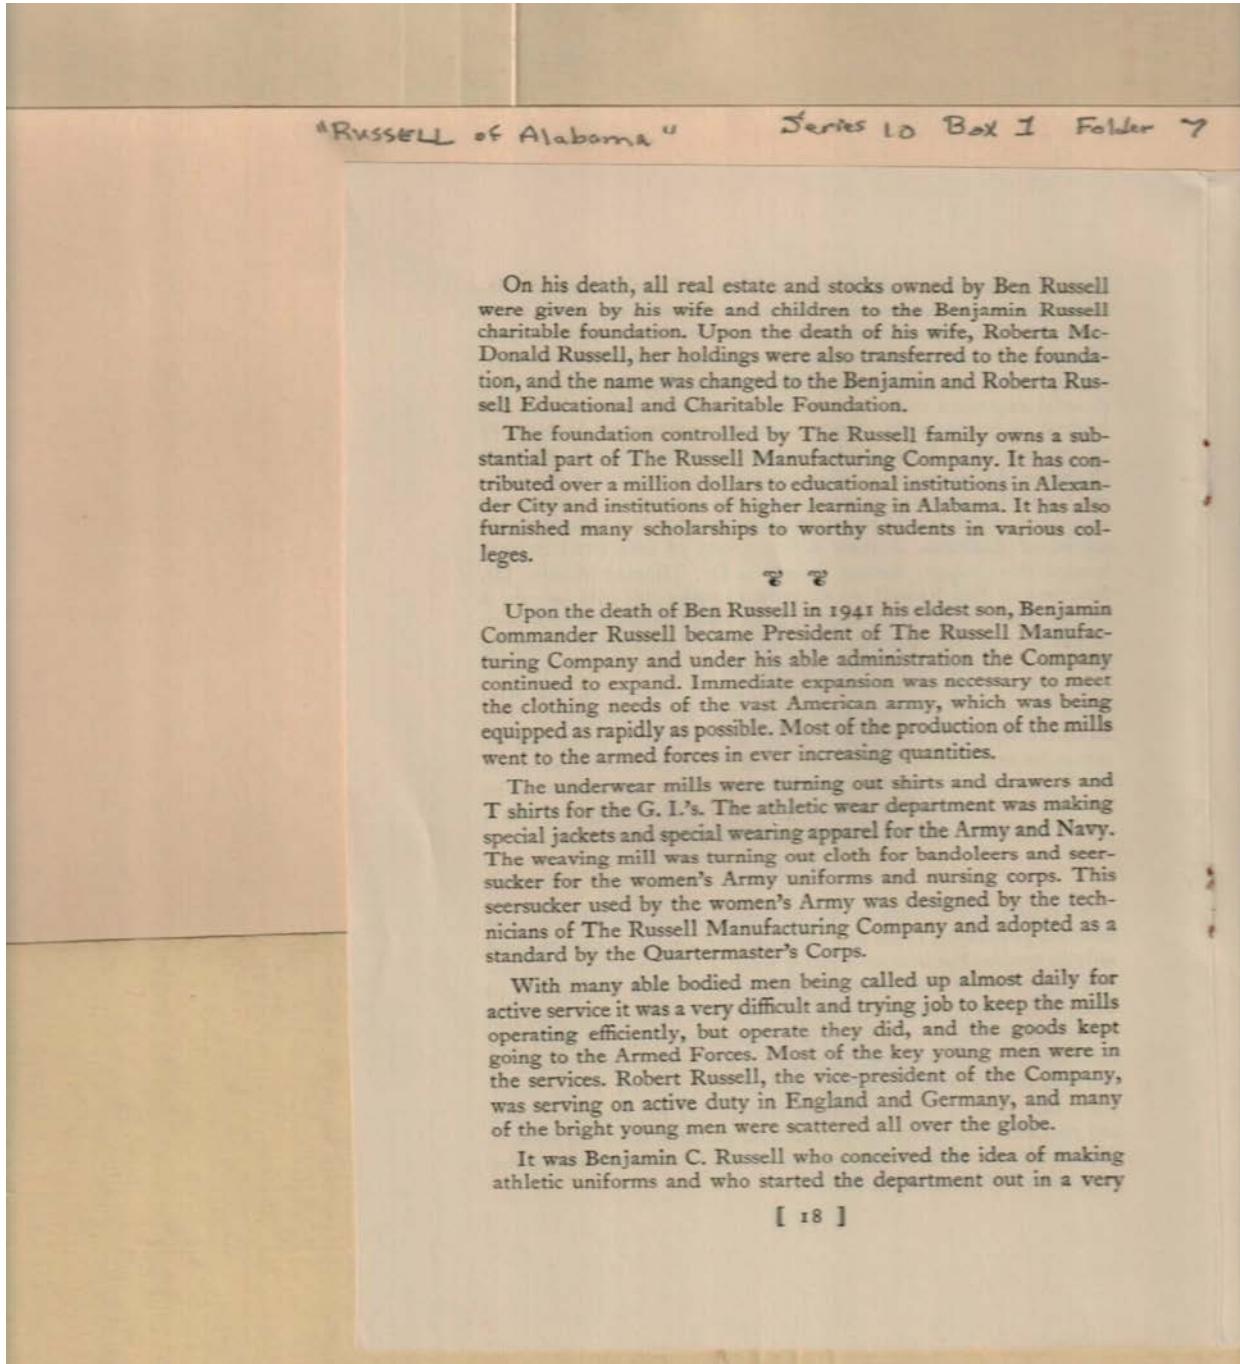 "RUSSELL of Alabama" Series 10 Box 1 Folder 7
On his death, all real estate and stocks owned by Ben Russell
were given by his wife and children to the Benjamin Russell
charitable foundation. Upon the death of his wife, Roberta Mc-
Donald Russell, her holdings were also transferred to the founda-
tion, and the name was changed to the Benjamin and Roberta Rus-
sell Educational and Charitable Foundation.
The foundation controlled by The Russell family owns a sub-
stantial part of The Russell Manufacturing Company. It has con-
tributed over a million dollars to educational institutions in Alexan-
der City and institutions of higher learning in Alabama. It has also
furnished many scholarships to worthy students in various col-
leges.
Upon the death of Ben Russell in 1941 his eldest son, Benjamin
Commander Russell became President of The Russell Manufac-
turing Company and under his able administration the Company
continued to expand. Immediate expansion was necessary to meet
the clothing needs of the vast American army, which was being
equipped as rapidly as possible. Most of the production of the mills
went to the armed forces in ever increasing quantities.
The underwear mills were turning out shirts and drawers and
T shirts for the G. I.'s. The athletic wear department was making
special jackets and special wearing apparel for the Army and Navy.
The weaving mill was turning out cloth for bandoleers and seer-
sucker for the women's Army uniforms and nursing corps. This
seersucker used by the women's Army was designed by the tech-
nicians of The Russell Manufacturing Company and adopted as a
standard by the Quartermaster's Corps.
With many able bodied men being called up almost daily for
active service it was a very difficult and trying job to keep the mills
operating efficiently, but operate they did, and the goods kept
going to the Armed Forces. Most of the key young men were in
the services. Robert Russell, the vice-president of the Company,
was serving on active duty in England and Germany, and many
of the bright young men were scattered all over the globe.
It was Benjamin C. Russell who conceived the idea of making
athletic uniforms and who started the department out in a very
[ 18 ]